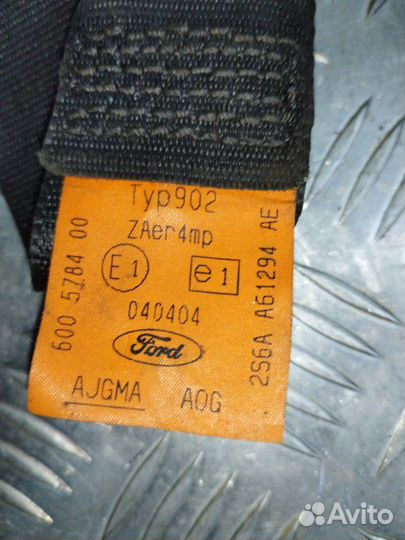 Typ902
ZAer4mp
E1
e1
040404
Ford
AJGMA AOG
600 5784 00
2S6A A61294 AE
Avito